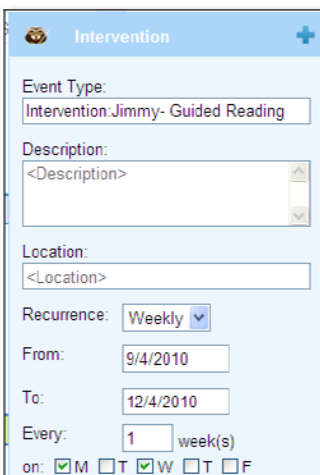 Intervention
Event Type:
Intervention:Jimmy- Guided Reading
Description:
<Description>
Location:
<Location>
Recurrence: Weekly
From: 9/4/2010
To: 12/4/2010
Every: 1 week(s)
on: M T W T F